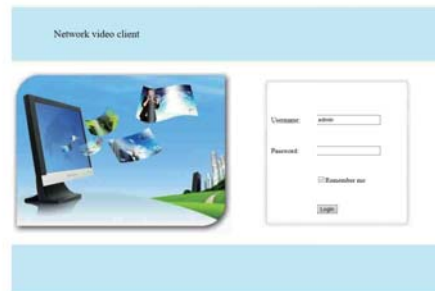 Network video client
Username: admin
Password:
Remember me
Login